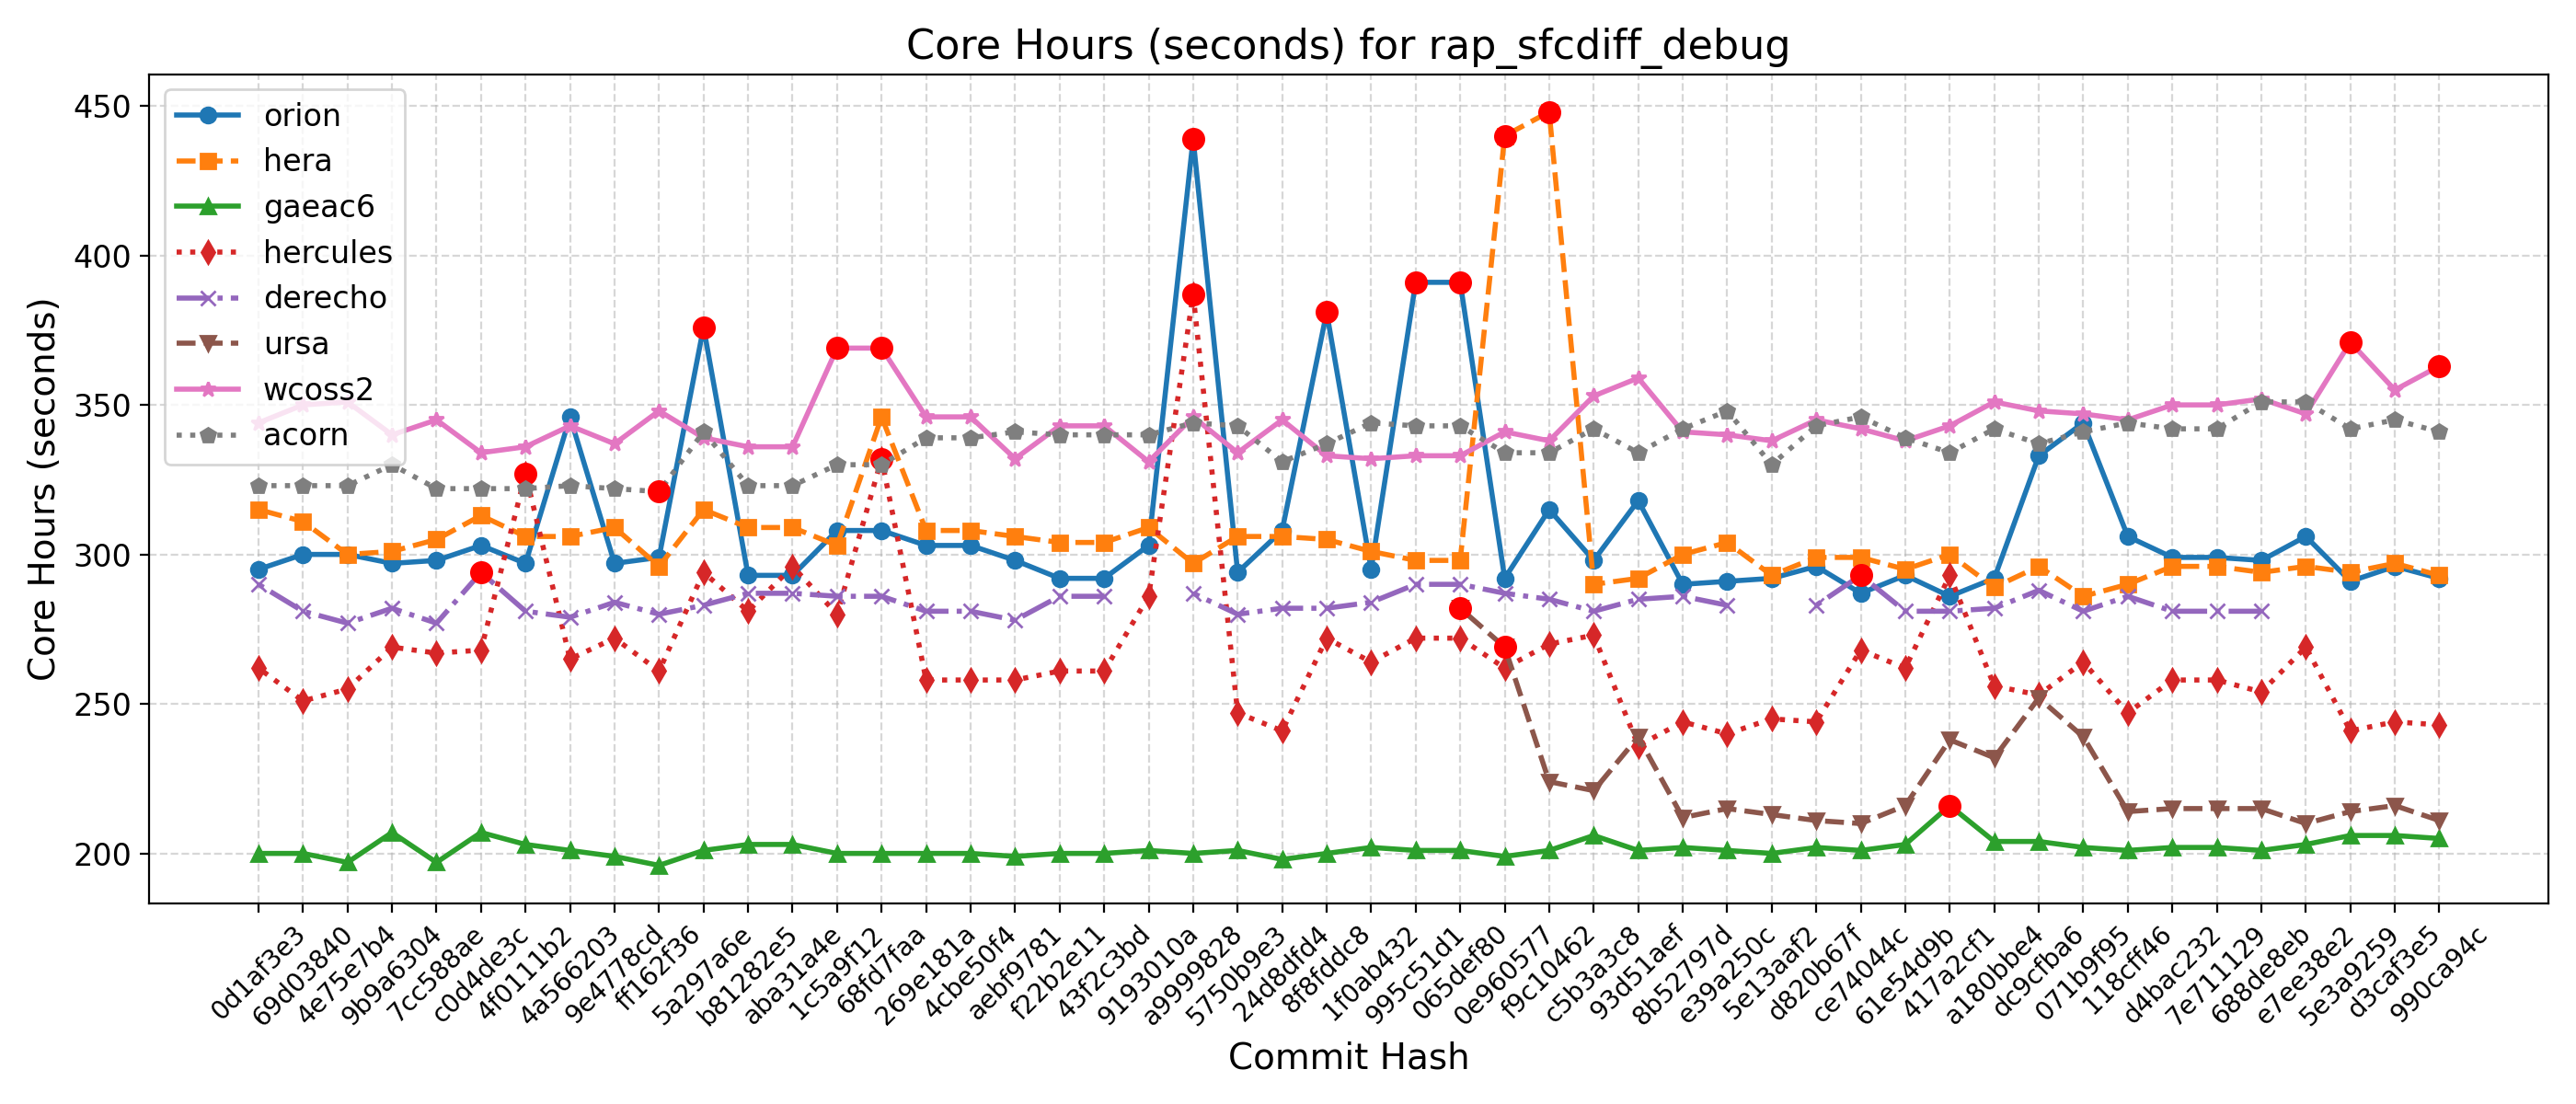 Core Hours (seconds) for rap_sfcdiff_debug
Core Hours (seconds)
450
400
350
300
250
200
orion
hera
gaeac6
hercules
derecho
ursa
wcoss2
acorn
0d1af3e3
69d03840
4e75e7b4
9b9a6304
7cc588ae
c0d4de3c
4f0111b2
4a566203
9e4778cd
ff162f36
5a297a6e
b81282e5
aba31a4e
1c5a9f12
68fd7faa
269e181a
4cbe50f4
aebf9781
f22b2e11
43f2c3bd
9193010a
a9999828
5750b9e3
24d8dfd4
8f8fddc8
1f0ab432
995c51d1
065def80
0e960577
f9c10462
c5b3a3c8
93d51aef
8b52797d
e39a250c
5e13aaf2
d820b67f
ce74044c
61e54d9b
417a2cf1
a180bbe4
dc9cfba6
071b9f95
118cff46
d4bac232
7e711129
688de8eb
e7ee38e2
5e3a9259
d3caf3e5
990ca94c
Commit Hash